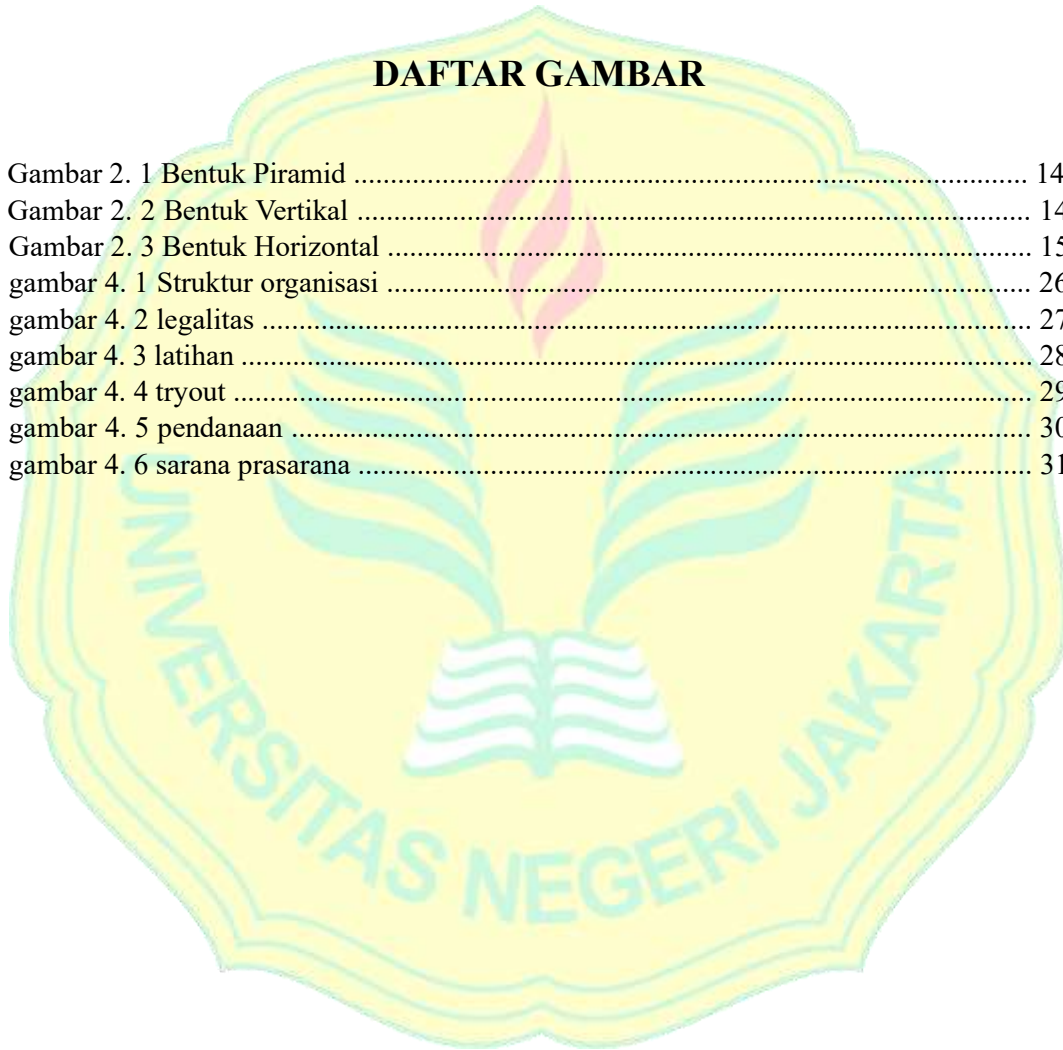 DAFTAR GAMBAR
Gambar 2. 1 Bentuk Piramid ........................................................................................... 14
Gambar 2. 2 Bentuk Vertikal ........................................................................................... 14
Gambar 2. 3 Bentuk Horizontal ....................................................................................... 15
gambar 4. 1 Struktur organisasi ....................................................................................... 26
gambar 4. 2 legalitas ........................................................................................................ 27
gambar 4. 3 latihan ........................................................................................................... 28
gambar 4. 4 tryout ............................................................................................................ 29
gambar 4. 5 pendanaan .................................................................................................... 30
gambar 4. 6 sarana prasarana ........................................................................................... 31
UNIVERSITAS NEGERI JAKARTA